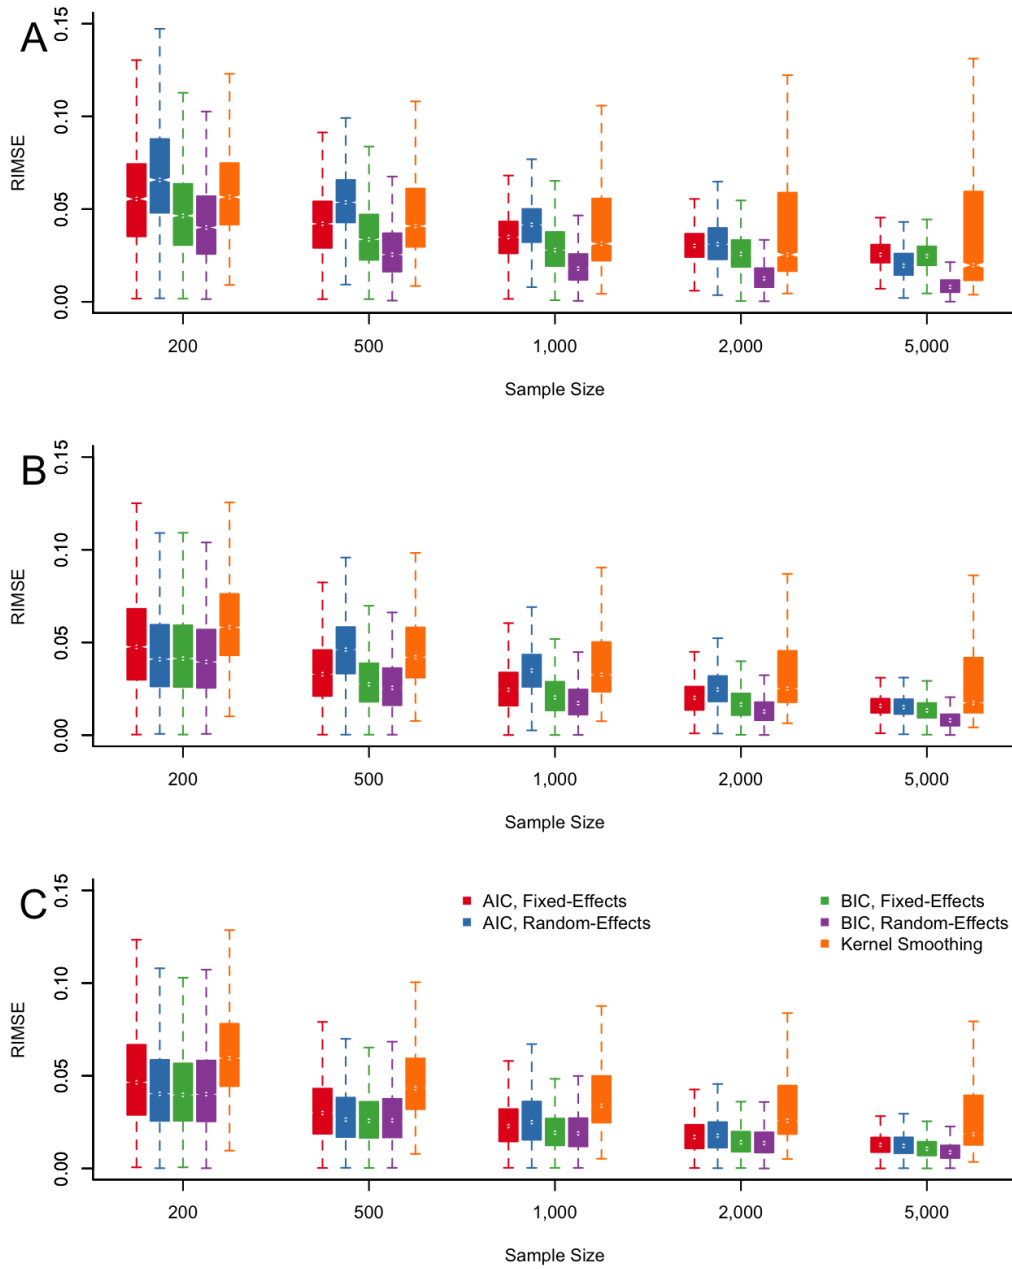 A
RIMSE
0.15
0.10
0.05
0.00
200 500 1,000 2,000 5,000
Sample Size
B
RIMSE
0.15
0.10
0.05
0.00
200 500 1,000 2,000 5,000
Sample Size
C
RIMSE
0.15
0.10
0.05
0.00
AIC, Fixed-Effects
AIC, Random-Effects
BIC, Fixed-Effects
BIC, Random-Effects
Kernel Smoothing
200 500 1,000 2,000 5,000
Sample Size